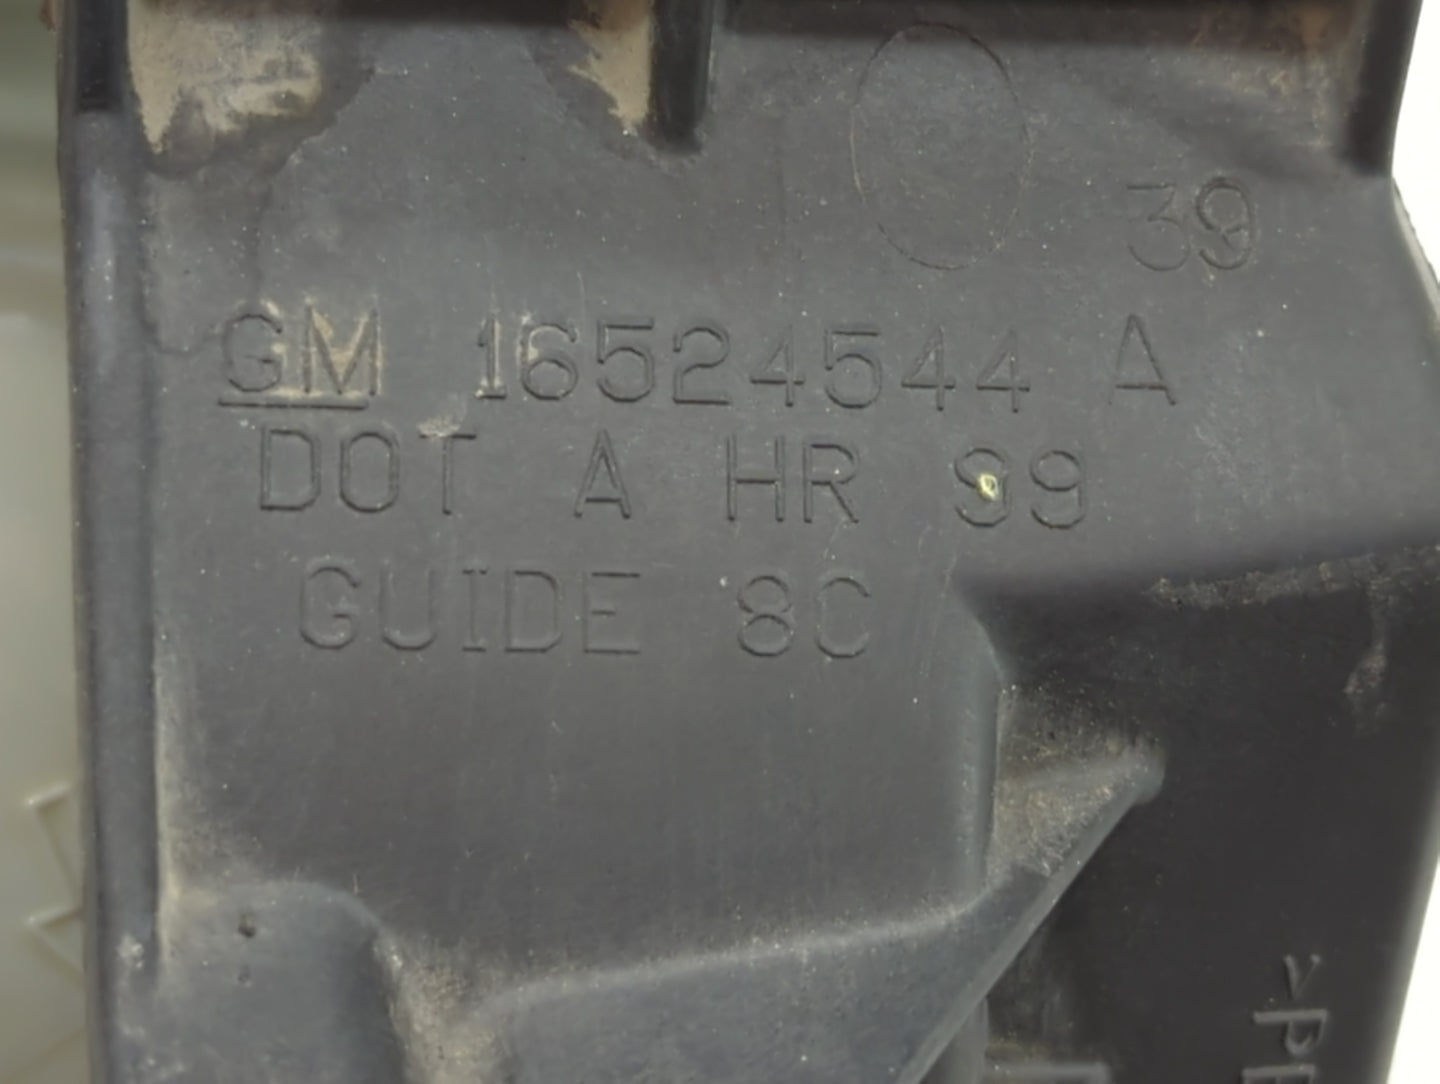 39
GM 16524544 A
DOT A HR 99
GUIDE 8C